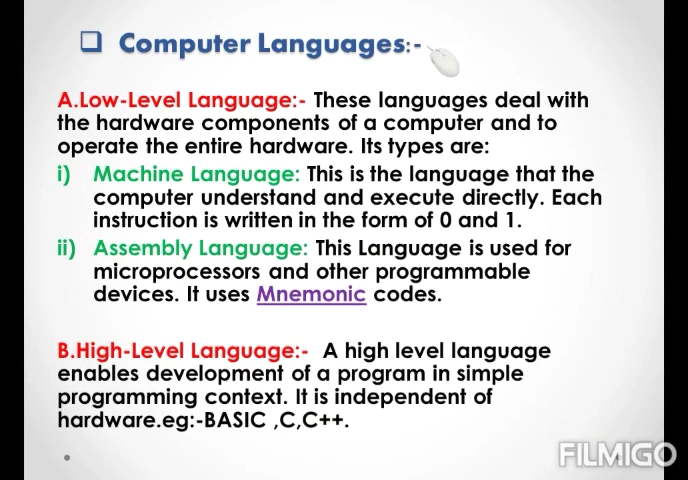 ❑ Computer Languages:-
A.Low-Level Language:- These languages deal with
the hardware components of a computer and to
operate the entire hardware. Its types are:
i) Machine Language: This is the language that the
computer understand and execute directly. Each
instruction is written in the form of 0 and 1.
ii) Assembly Language: This Language is used for
microprocessors and other programmable
devices. It uses Mnemonic codes.
B.High-Level Language:- A high level language
enables development of a program in simple
programming context. It is independent of
hardware.eg:-BASIC ,C,C++.
FILMIGO